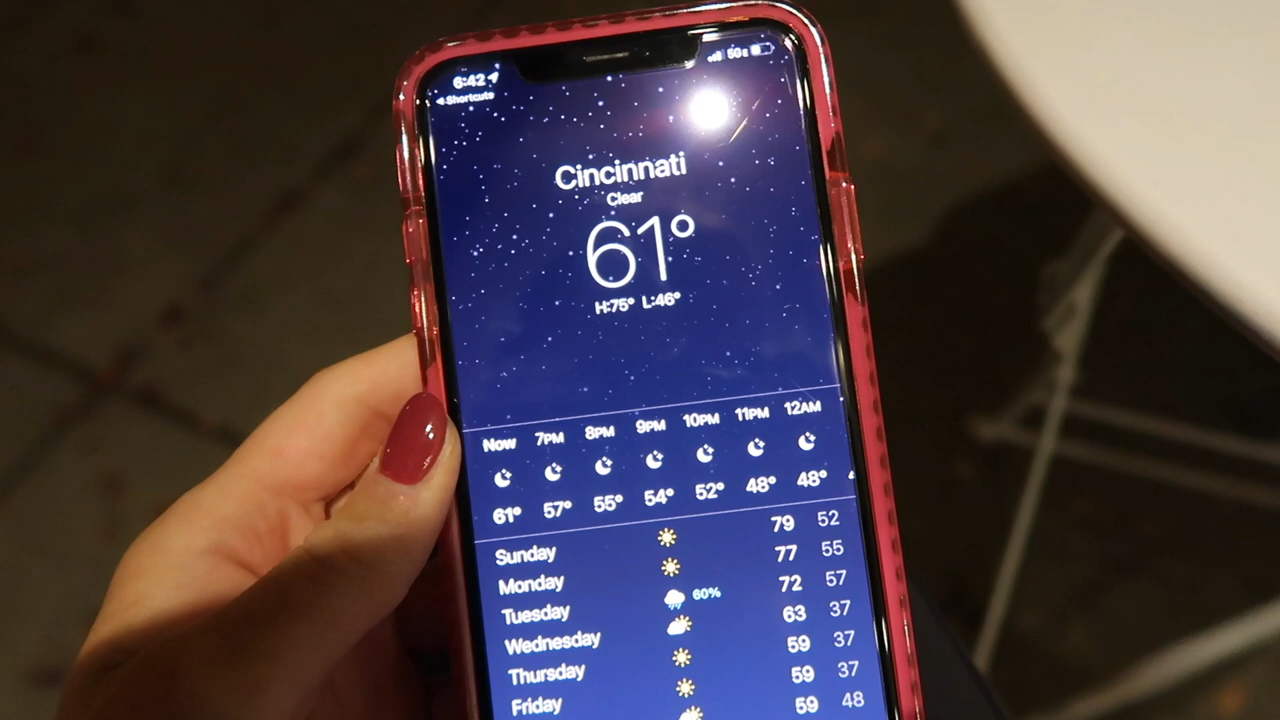 6:42 5GE
◀ Shortcuts
Cincinnati
Clear
61°
H:75° L:46°
Now 7PM 8PM 9PM 10PM 11PM 12AM
61° 57° 55° 54° 52° 48° 48°
Sunday 79 52
Monday 77 55
Tuesday 60% 72 57
Wednesday 63 37
Thursday 59 37
Friday 59 37
59 48